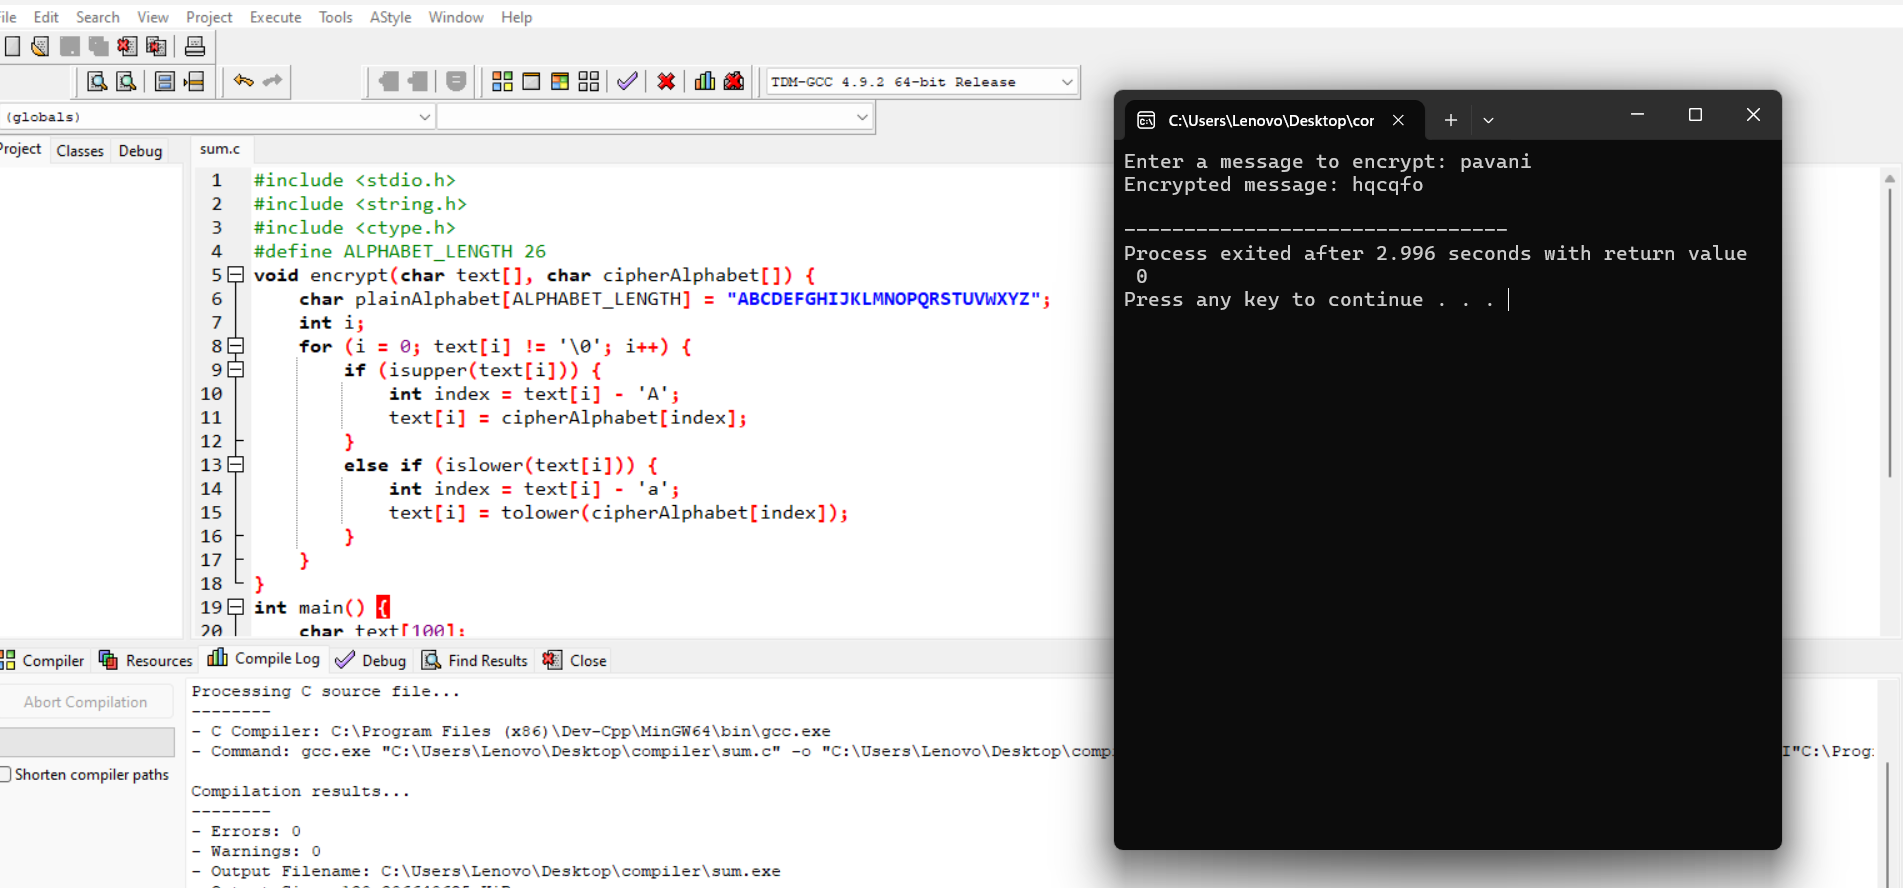 Edit Search View Project Execute Tools AStyle Window Help
TDM-GCC 4.9.2 64-bit Release
(globals)
Project Classes Debug
sum.c
1 #include <stdio.h>
2 #include <string.h>
3 #include <ctype.h>
4 #define ALPHABET_LENGTH 26
5 void encrypt(char text[], char cipherAlphabet[]) {
6 char plainAlphabet[ALPHABET_LENGTH] = "ABCDEFGHIJKLMNOPQRSTUVWXYZ";
7 int i;
8 for (i = 0; text[i] != '\0'; i++) {
9 if (isupper(text[i])) {
10 int index = text[i] - 'A';
11 text[i] = cipherAlphabet[index];
12 }
13 else if (islower(text[i])) {
14 int index = text[i] - 'a';
15 text[i] = tolower(cipherAlphabet[index]);
16 }
17 }
18 }
19 int main() {
20 char text[100];
Compiler Resources Compile Log Debug Find Results Close
Abort Compilation
Shorten compiler paths
Processing C source file...
--------
- C Compiler: C:\Program Files (x86)\Dev-Cpp\MinGW64\bin\gcc.exe
- Command: gcc.exe "C:\Users\Lenovo\Desktop\compiler\sum.c" -o "C:\Users\Lenovo\Desktop\comp I"C:\Prog
Compilation results...
--------
- Errors: 0
- Warnings: 0
- Output Filename: C:\Users\Lenovo\Desktop\compiler\sum.exe
C:\Users\Lenovo\Desktop\cor
Enter a message to encrypt: pavani
Encrypted message: hqcqfo
--------------------------------
Process exited after 2.996 seconds with return value
0
Press any key to continue . . .